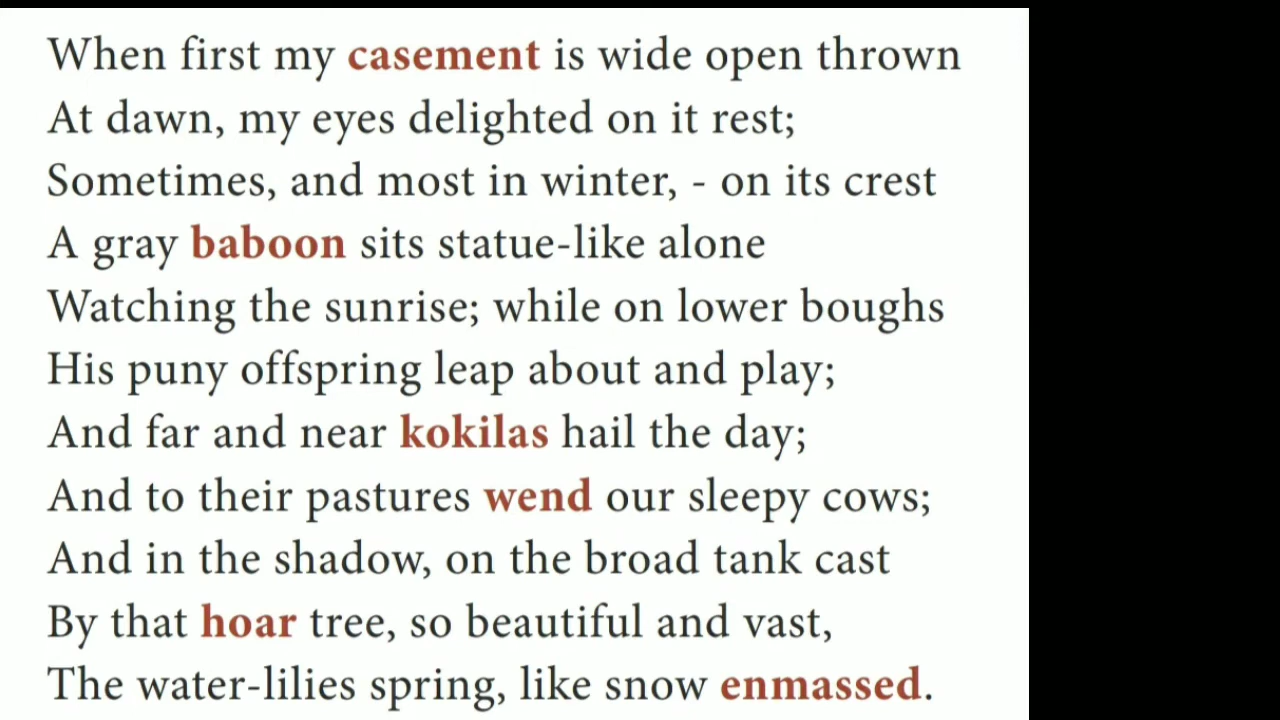 When first my casement is wide open thrown
At dawn, my eyes delighted on it rest;
Sometimes, and most in winter, - on its crest
A gray baboon sits statue-like alone
Watching the sunrise; while on lower boughs
His puny offspring leap about and play;
And far and near kokilas hail the day;
And to their pastures wend our sleepy cows;
And in the shadow, on the broad tank cast
By that hoar tree, so beautiful and vast,
The water-lilies spring, like snow enmassed.